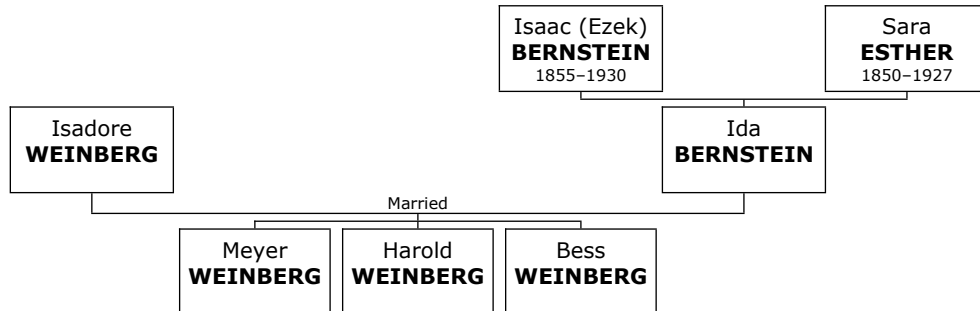 Isaac (Ezek)
BERNSTEIN
1855–1930
Sara
ESTHER
1850–1927
Isadore
WEINBERG
Ida
BERNSTEIN
Married
Meyer
WEINBERG
Harold
WEINBERG
Bess
WEINBERG